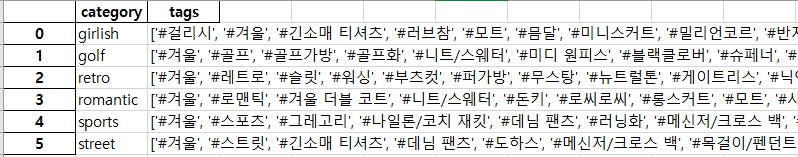 category tags
0 girlish ['#걸리시', '#겨울', '#긴소매 티셔츠', '#러브참', '#모트', '#몸달', '#미니스커트', '#밀리언코르', '#반지
1 golf ['#겨울', '#골프', '#골프가방', '#골프화', '#니트/스웨터', '#미디 원피스', '#블랙클로버', '#슈페너', '#
2 retro ['#겨울', '#레트로', '#슬릿', '#워싱', '#부츠컷', '#퍼가방', '#무스탕', '#뉴트럴톤', '#게이트리스', '#닉
3 romantic ['#겨울', '#로맨틱', '#겨울 더블 코트', '#니트/스웨터', '#돈키', '#로씨로씨', '#롱스커트', '#모트', '#
4 sports ['#겨울', '#스포츠', '#그레고리', '#나일론/코치 재킷', '#데님 팬츠', '#러닝화', '#메신저/크로스 백',
5 street ['#겨울', '#스트릿', '#긴소매 티셔츠', '#데님 팬츠', '#도하스', '#메신저/크로스 백', '#목걸이/펜던트